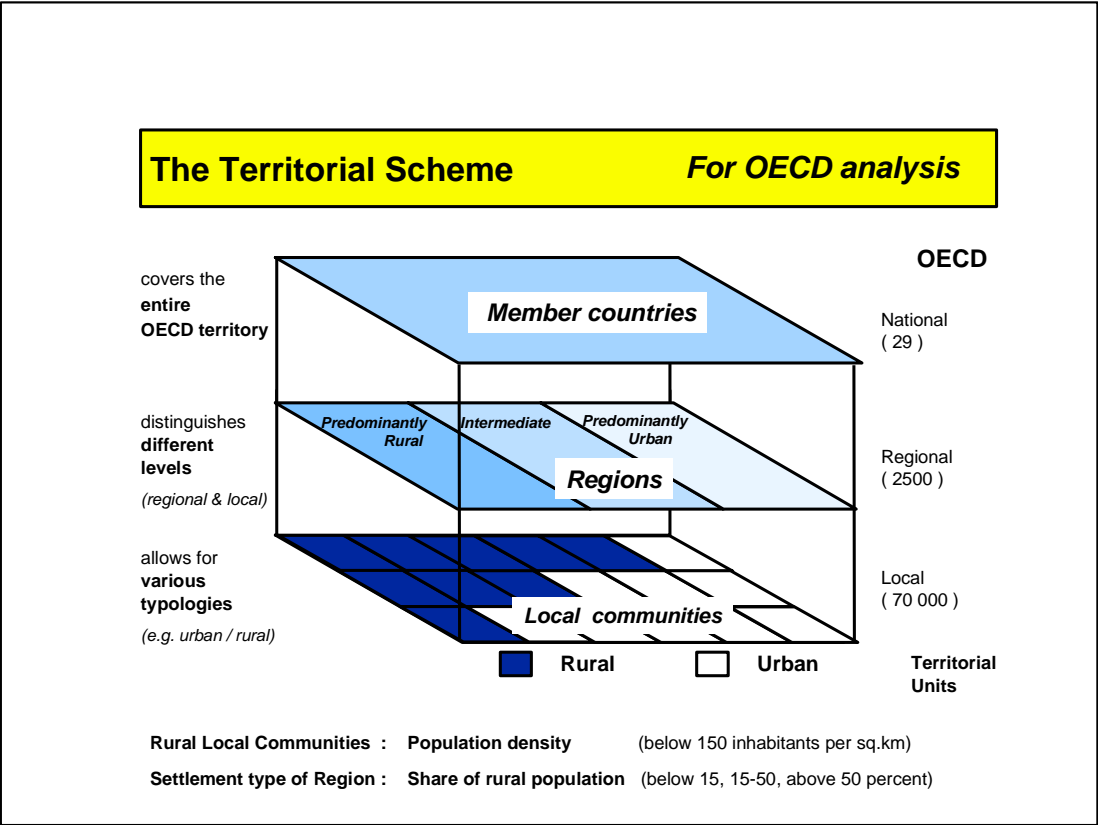 The Territorial Scheme For OECD analysis
OECD
covers the
entire
OECD territory
Member countries
National
( 29 )
distinguishes
different
levels
(regional & local)
Predominantly
Rural
Intermediate
Predominantly
Urban
Regions
Regional
( 2500 )
allows for
various
typologies
(e.g. urban / rural)
Local communities
Local
( 70 000 )
Rural
Urban
Territorial
Units
Rural Local Communities : Population density (below 150 inhabitants per sq.km)
Settlement type of Region : Share of rural population (below 15, 15-50, above 50 percent)